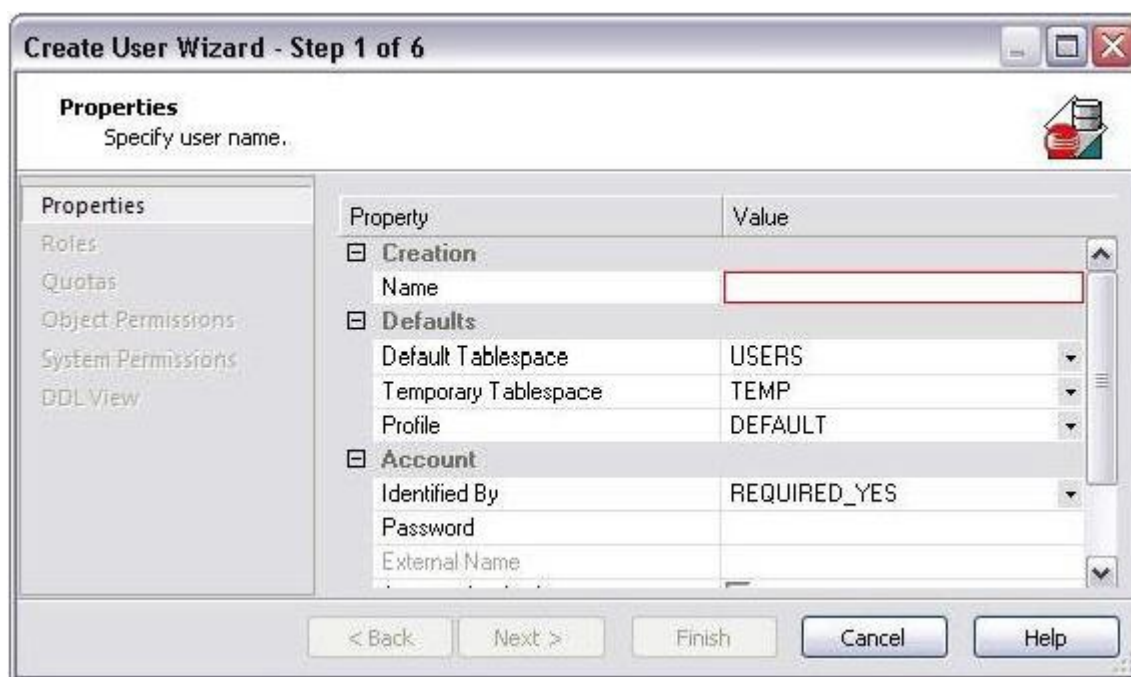 Create User Wizard - Step 1 of 6
Properties
Specify user name.
Properties
Roles
Quotas
Object Permissions
System Permissions
DDL View
Property Value
Creation
Name
Defaults
Default Tablespace USERS
Temporary Tablespace TEMP
Profile DEFAULT
Account
Identified By REQUIRED_YES
Password
External Name
< Back Next > Finish Cancel Help